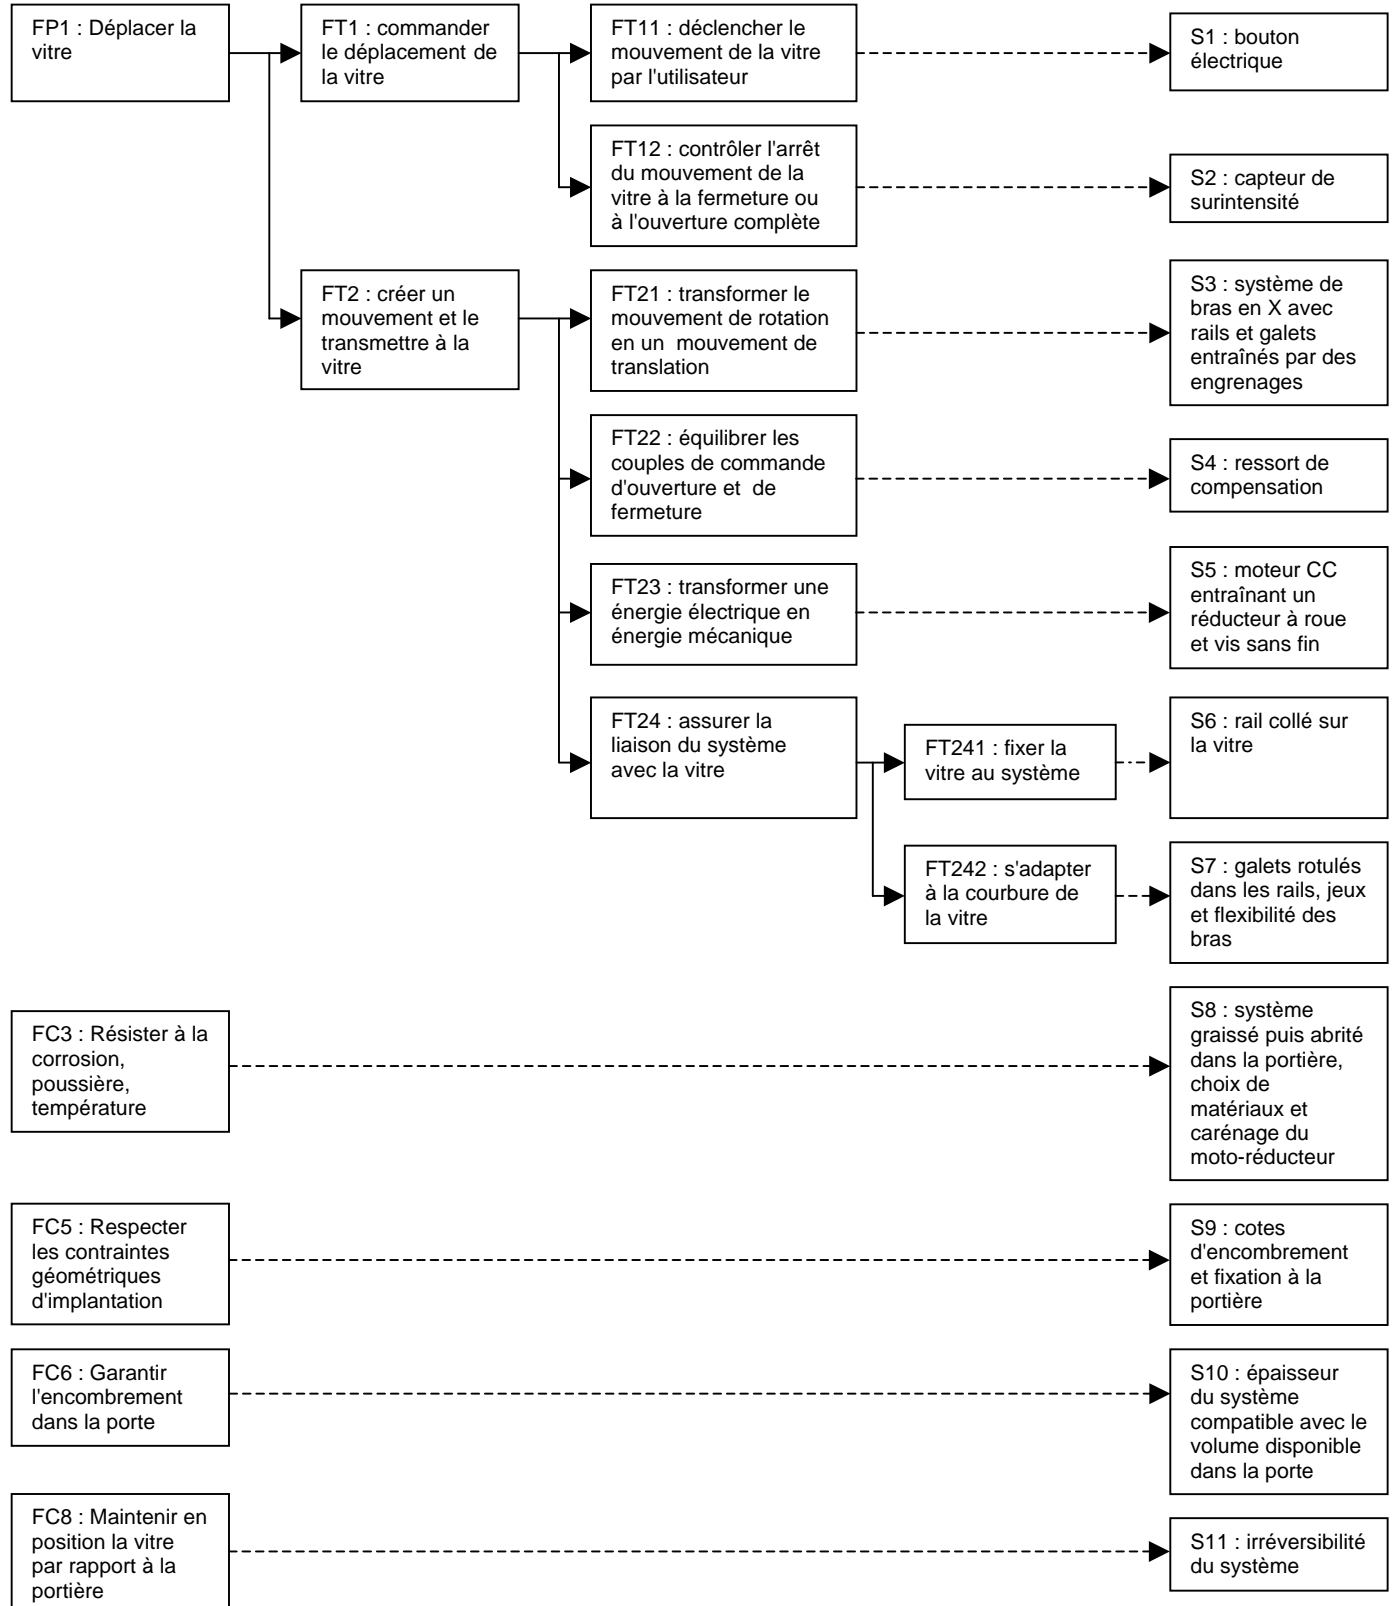 FP1 : Déplacer la
vitre
FT1 : commander
le déplacement de
la vitre
FT11 : déclencher le
mouvement de la vitre
par l'utilisateur
S1 : bouton
électrique
FT12 : contrôler l'arrêt
du mouvement de la
vitre à la fermeture ou
à l'ouverture complète
S2 : capteur de
surintensité
FT2 : créer un
mouvement et le
transmettre à la
vitre
FT21 : transformer le
mouvement de rotation
en un mouvement de
translation
S3 : système de
bras en X avec
rails et galets
entraînés par des
engrenages
FT22 : équilibrer les
couples de commande
d'ouverture et de
fermeture
S4 : ressort de
compensation
FT23 : transformer une
énergie électrique en
énergie mécanique
S5 : moteur CC
entraînant un
réducteur à roue
et vis sans fin
FT24 : assurer la
liaison du système
avec la vitre
FT241 : fixer la
vitre au système
S6 : rail collé sur
la vitre
FT242 : s'adapter
à la courbure de
la vitre
S7 : galets rotulés
dans les rails, jeux
et flexibilité des
bras
FC3 : Résister à la
corrosion,
poussière,
température
S8 : système
graissé puis abrité
dans la portière,
choix de
matériaux et
carénage du
moto-réducteur
FC5 : Respecter
les contraintes
géométriques
d'implantation
S9 : cotes
d'encombrement
et fixation à la
portière
FC6 : Garantir
l'encombrement
dans la porte
S10 : épaisseur
du système
compatible avec le
volume disponible
dans la porte
FC8 : Maintenir en
position la vitre
par rapport à la
portière
S11 : irréversibilité
du système